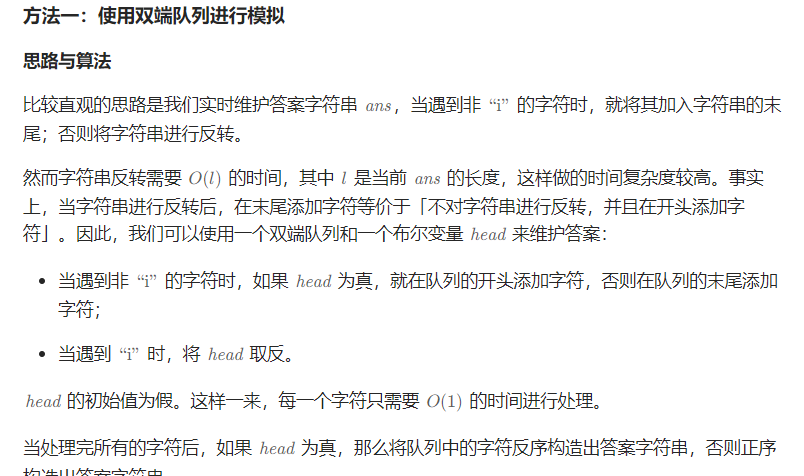 方法一：使用双端队列进行模拟
思路与算法
比较直观的思路是我们实时维护答案字符串 ans，当遇到非 “i” 的字符时，就将其加入字符串的末
尾；否则将字符串进行反转。
然而字符串反转需要 O(l) 的时间，其中 l 是当前 ans 的长度，这样做的时间复杂度较高。事实
上，当字符串进行反转后，在末尾添加字符等价于「不对字符串进行反转，并且在开头添加字
符」。因此，我们可以使用一个双端队列和一个布尔变量 head 来维护答案：
• 当遇到非 “i” 的字符时，如果 head 为真，就在队列的开头添加字符，否则在队列的末尾添加
字符；
• 当遇到 “i” 时，将 head 取反。
head 的初始值为假。这样一来，每一个字符只需要 O(1) 的时间进行处理。
当处理完所有的字符后，如果 head 为真，那么将队列中的字符反序构造出答案字符串，否则正序
构造出答案字符串